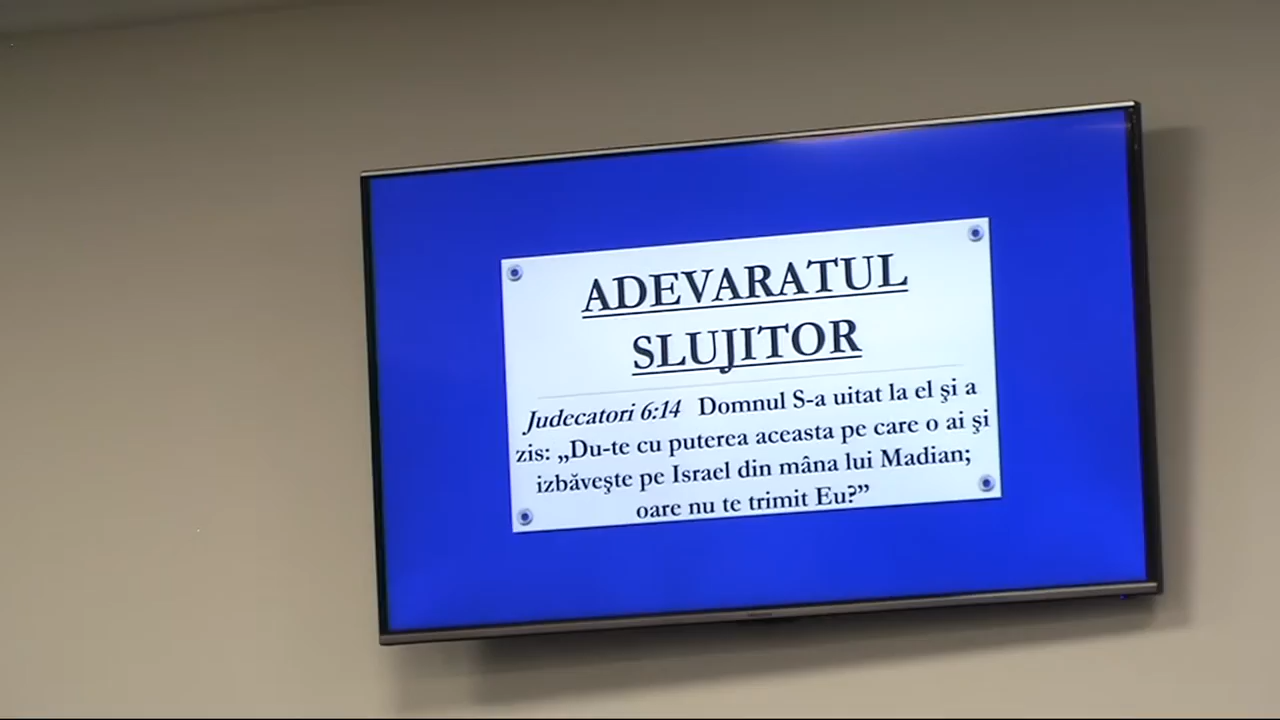 ADEVARATUL
SLUJITOR
Judecatori 6:14 Domnul S-a uitat la el şi a
zis: „Du-te cu puterea aceasta pe care o ai şi
izbăveşte pe Israel din mâna lui Madian;
oare nu te trimit Eu?”